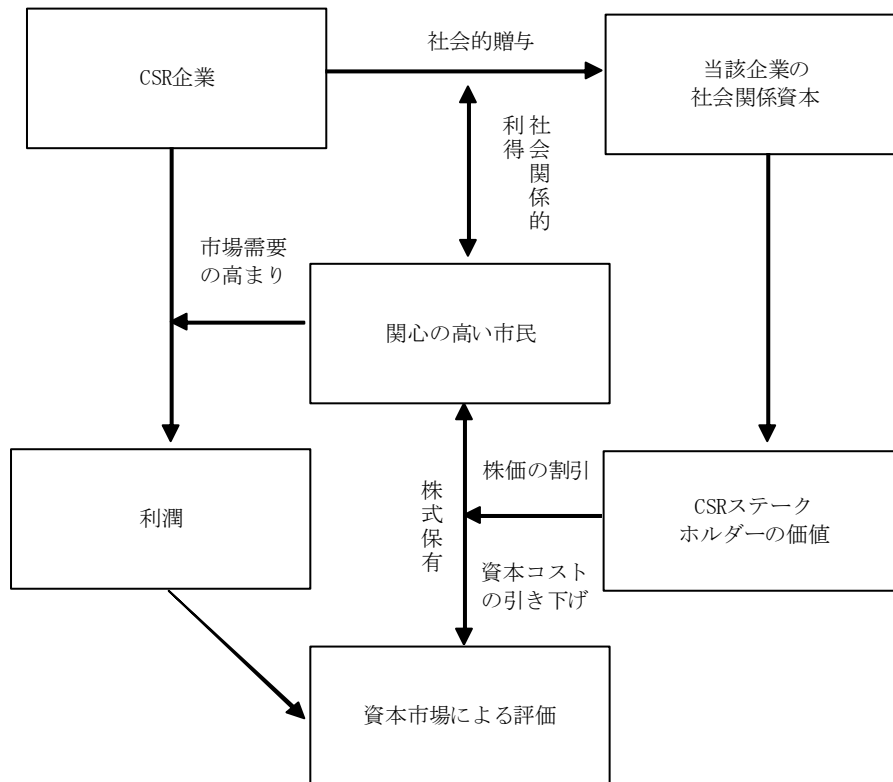 社会的贈与
CSR企業
当該企業の
社会関係資本
社会関係的
利得
市場需要
の高まり
関心の高い市民
株価の割引
利潤
株式保有
CSRステーク
ホルダーの価値
資本コスト
の引き下げ
資本市場による評価